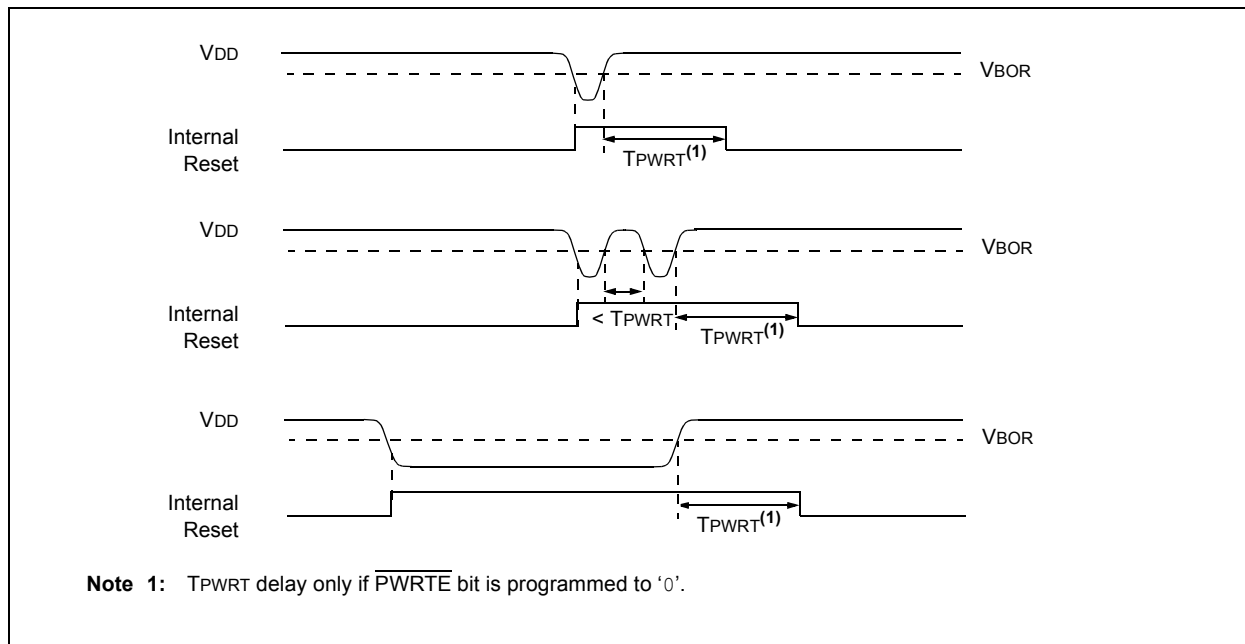 VDD
VBOR
Internal
Reset
TPWRT(1)
VDD
VBOR
Internal
Reset
< TPWRT
TPWRT(1)
VDD
VBOR
Internal
Reset
TPWRT(1)
Note 1: TPWRT delay only if PWRTE bit is programmed to ‘0’.